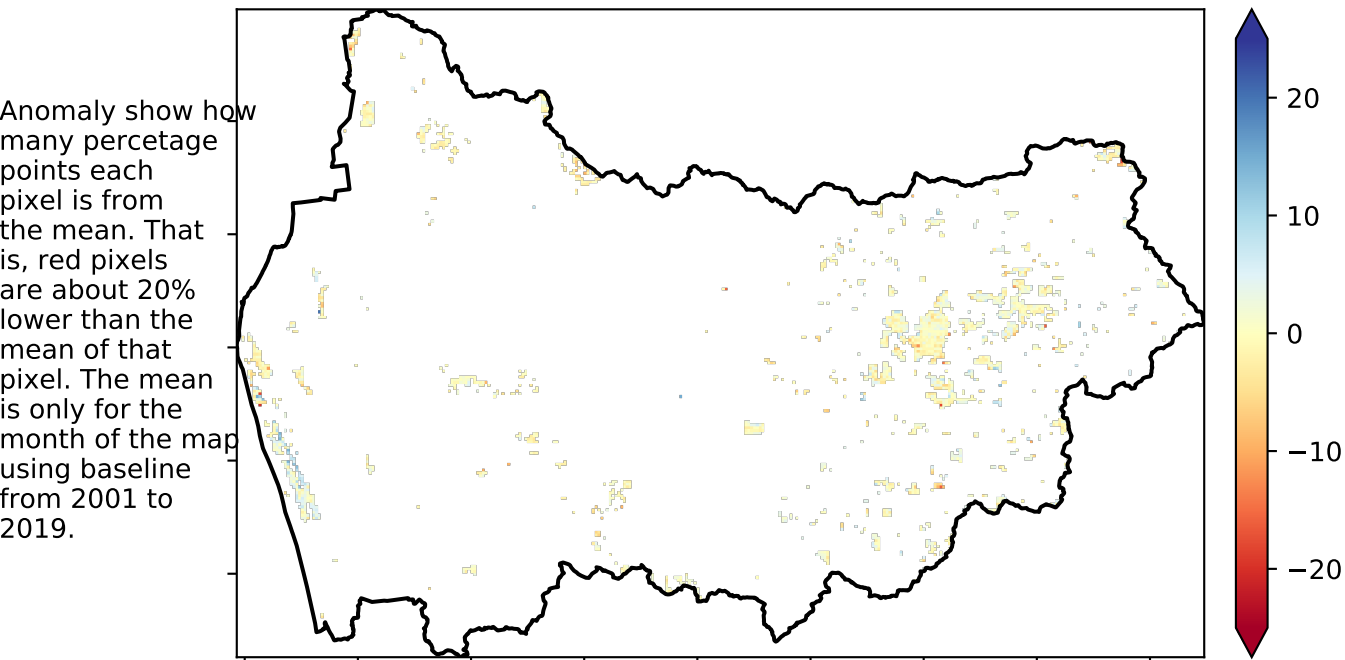 Anomaly show how
many percetage
points each
pixel is from
the mean. That
is, red pixels
are about 20%
lower than the
mean of that
pixel. The mean
is only for the
month of the map
using baseline
from 2001 to
2019.
20
10
0
−10
−20